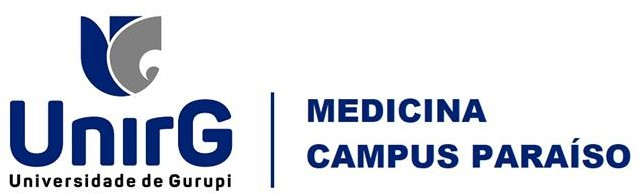 UnirG
Universidade de Gurupi
MEDICINA
CAMPUS PARAÍSO